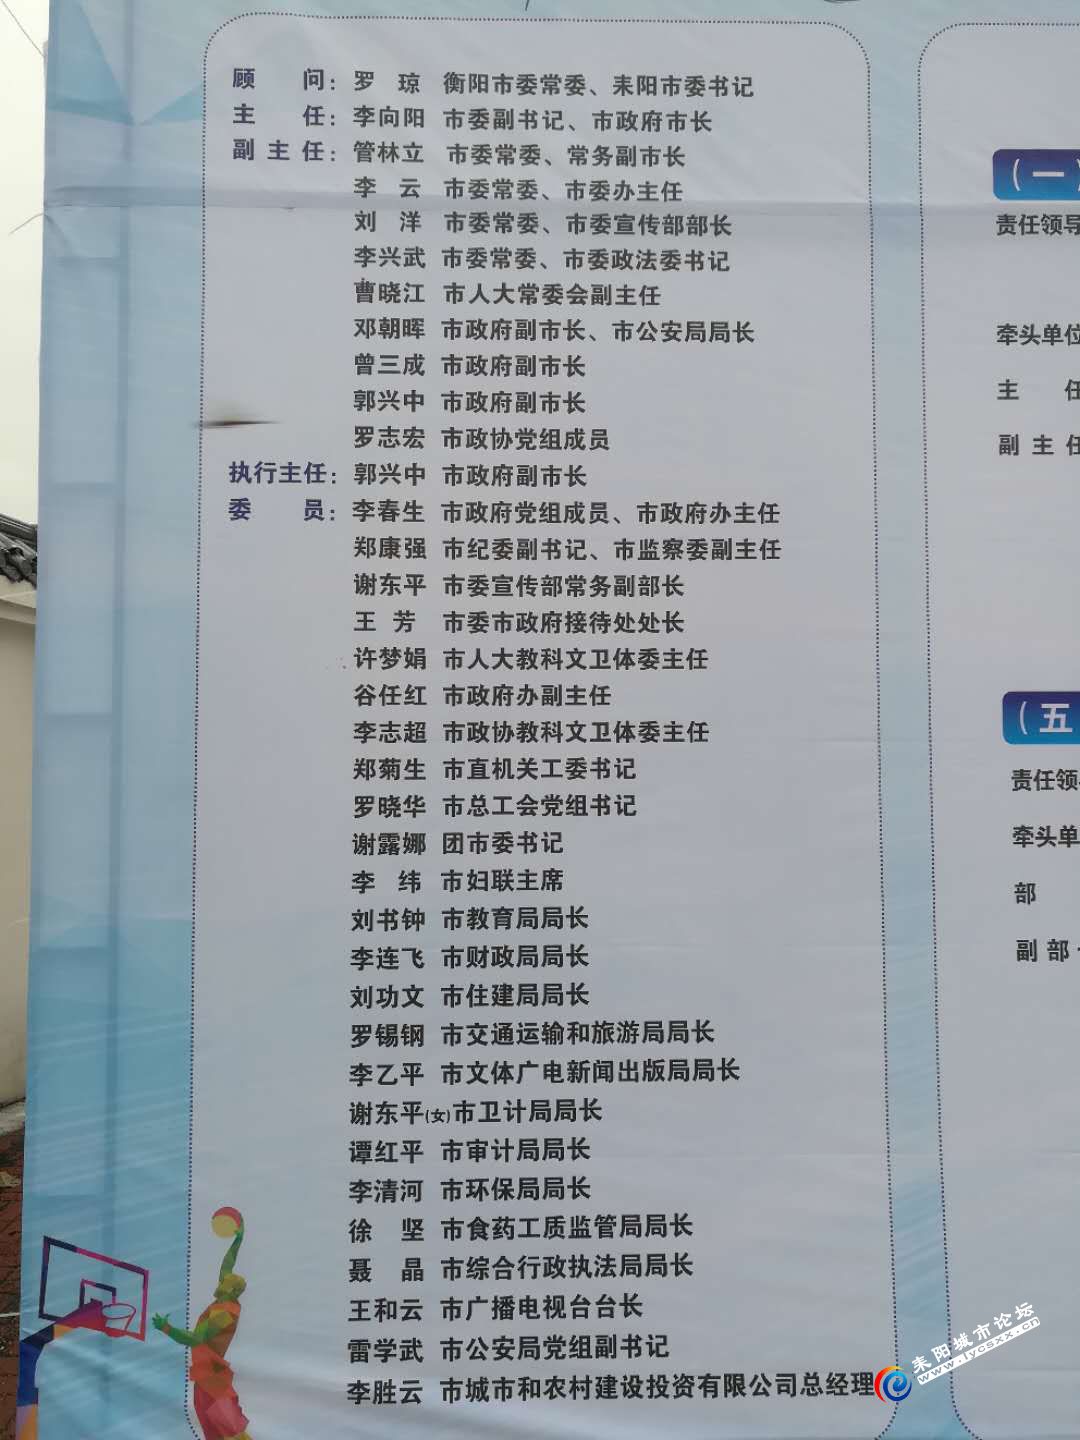 顾问：罗琼 衡阳市委常委、耒阳市委书记
主任：李向阳 市委副书记、市政府市长
副主任：管林立 市委常委、常务副市长
李云 市委常委、市委办主任
刘洋 市委常委、市委宣传部部长
李兴武 市委常委、市委政法委书记
曹晓江 市人大常委会副主任
邓朝晖 市政府副市长、市公安局局长
曾三成 市政府副市长
郭兴中 市政府副市长
罗志宏 市政协党组成员
执行主任：郭兴中 市政府副市长
委员：李春生 市政府党组成员、市政府办主任
郑康强 市纪委副书记、市监察委副主任
谢东平 市委宣传部常务副部长
王芳 市委市政府接待处处长
许梦娟 市人大教科文卫体委主任
谷任红 市政府办副主任
李志超 市政协教科文卫体委主任
郑菊生 市直机关工委书记
罗晓华 市总工会党组书记
谢露娜 团市委书记
李纬 市妇联主席
刘书钟 市教育局局长
李连飞 市财政局局长
刘功文 市住建局局长
罗锡钢 市交通运输和旅游局局长
李乙平 市文体广电新闻出版局局长
谢东平(女)市卫计局局长
谭红平 市审计局局长
李清河 市环保局局长
徐坚 市食药工质监管局局长
聂晶 市综合行政执法局局长
王和云 市广播电视台台长
雷学武 市公安局党组副书记
李胜云 市城市和农村建设投资有限公司总经理
(一)
责任领导
牵头单位
主任
副主任
(五
责任领导
牵头单
部
副部
耒阳城市论坛
www.lycsxx.cn